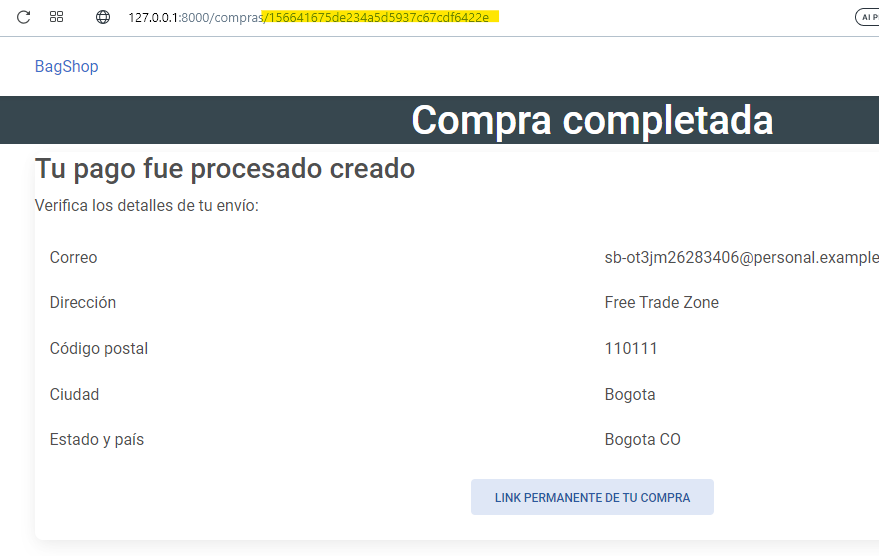 127.0.0.1:8000/compras/156641675de234a5d5937c67cdf6422e
AI P
BagShop
Compra completada
Tu pago fue procesado creado
Verifica los detalles de tu envío:
Correo sb-ot3jm26283406@personal.example
Dirección Free Trade Zone
Código postal 110111
Ciudad Bogota
Estado y país Bogota CO
LINK PERMANENTE DE TU COMPRA